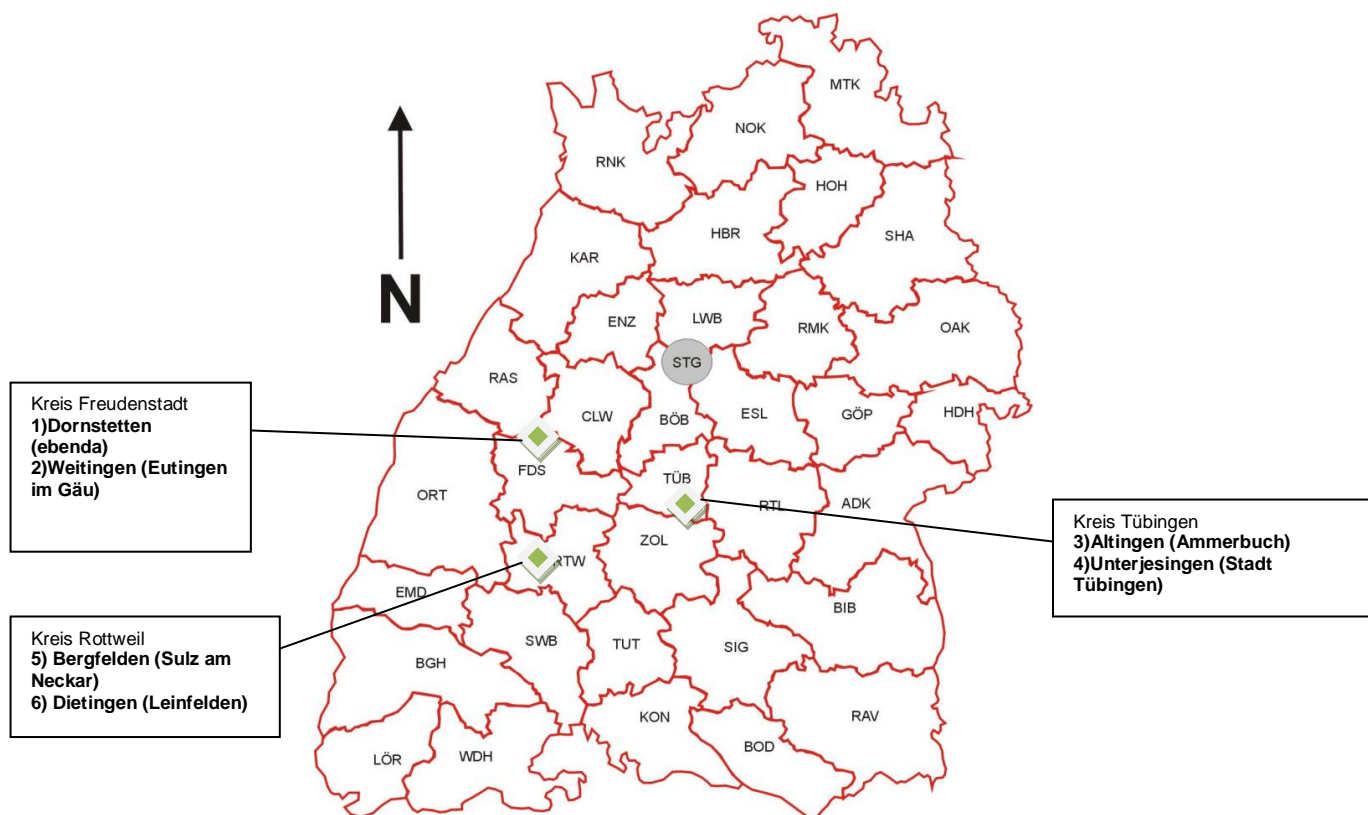 MTK
NOK
RNK
HOH
HBR
SHA
KAR
N
ENZ
LWB
RMK
OAK
STG
RAS
CLW
BÖB
ESL
GÖP
HDH
Kreis Freudenstadt
1)Dornstetten
(ebenda)
2)Weitingen (Eutingen
im Gäu)
FDS
TÜB
ORT
RTL
ADK
Kreis Tübingen
3)Altingen (Ammerbuch)
4)Unterjesingen (Stadt
Tübingen)
ZOL
RTW
EMD
BIB
Kreis Rottweil
5) Bergfelden (Sulz am
Neckar)
6) Dietingen (Leinfelden)
SWB
TUT
SIG
BGH
KON
RAV
BOD
LÖR
WDH